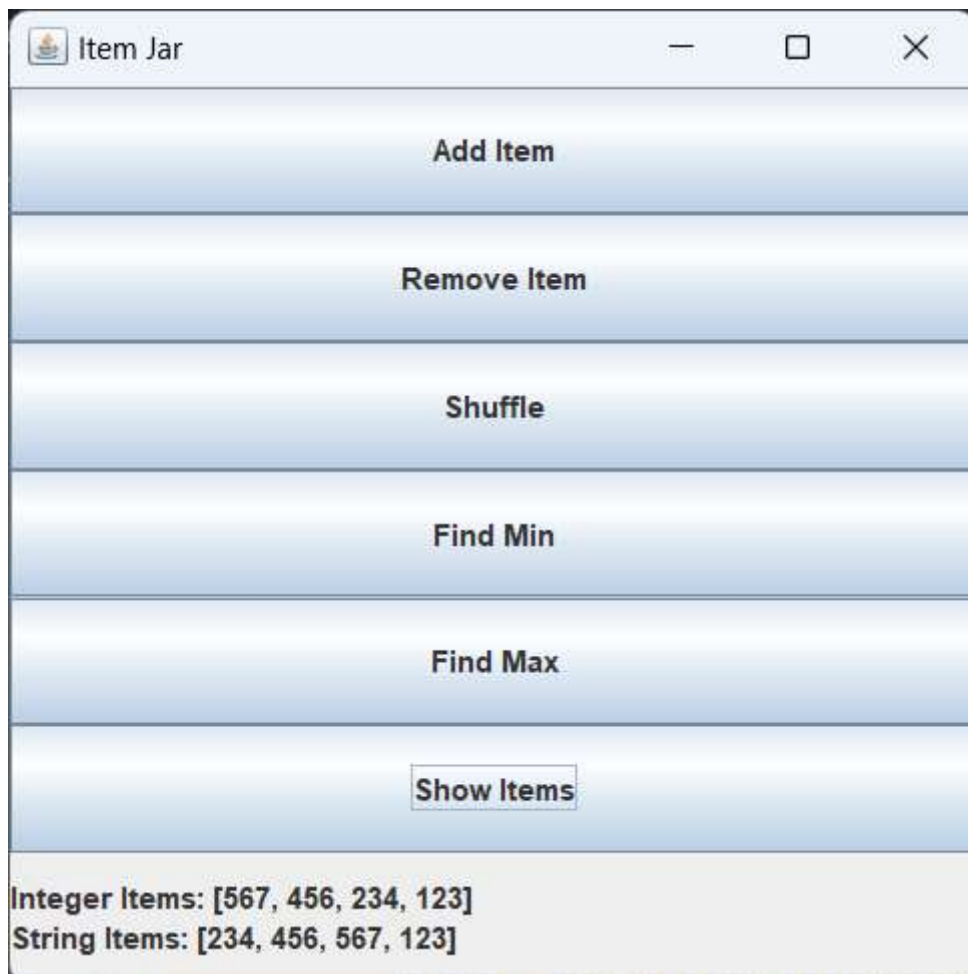 Item Jar
Add Item
Remove Item
Shuffle
Find Min
Find Max
Show Items
Integer Items: [567, 456, 234, 123]
String Items: [234, 456, 567, 123]